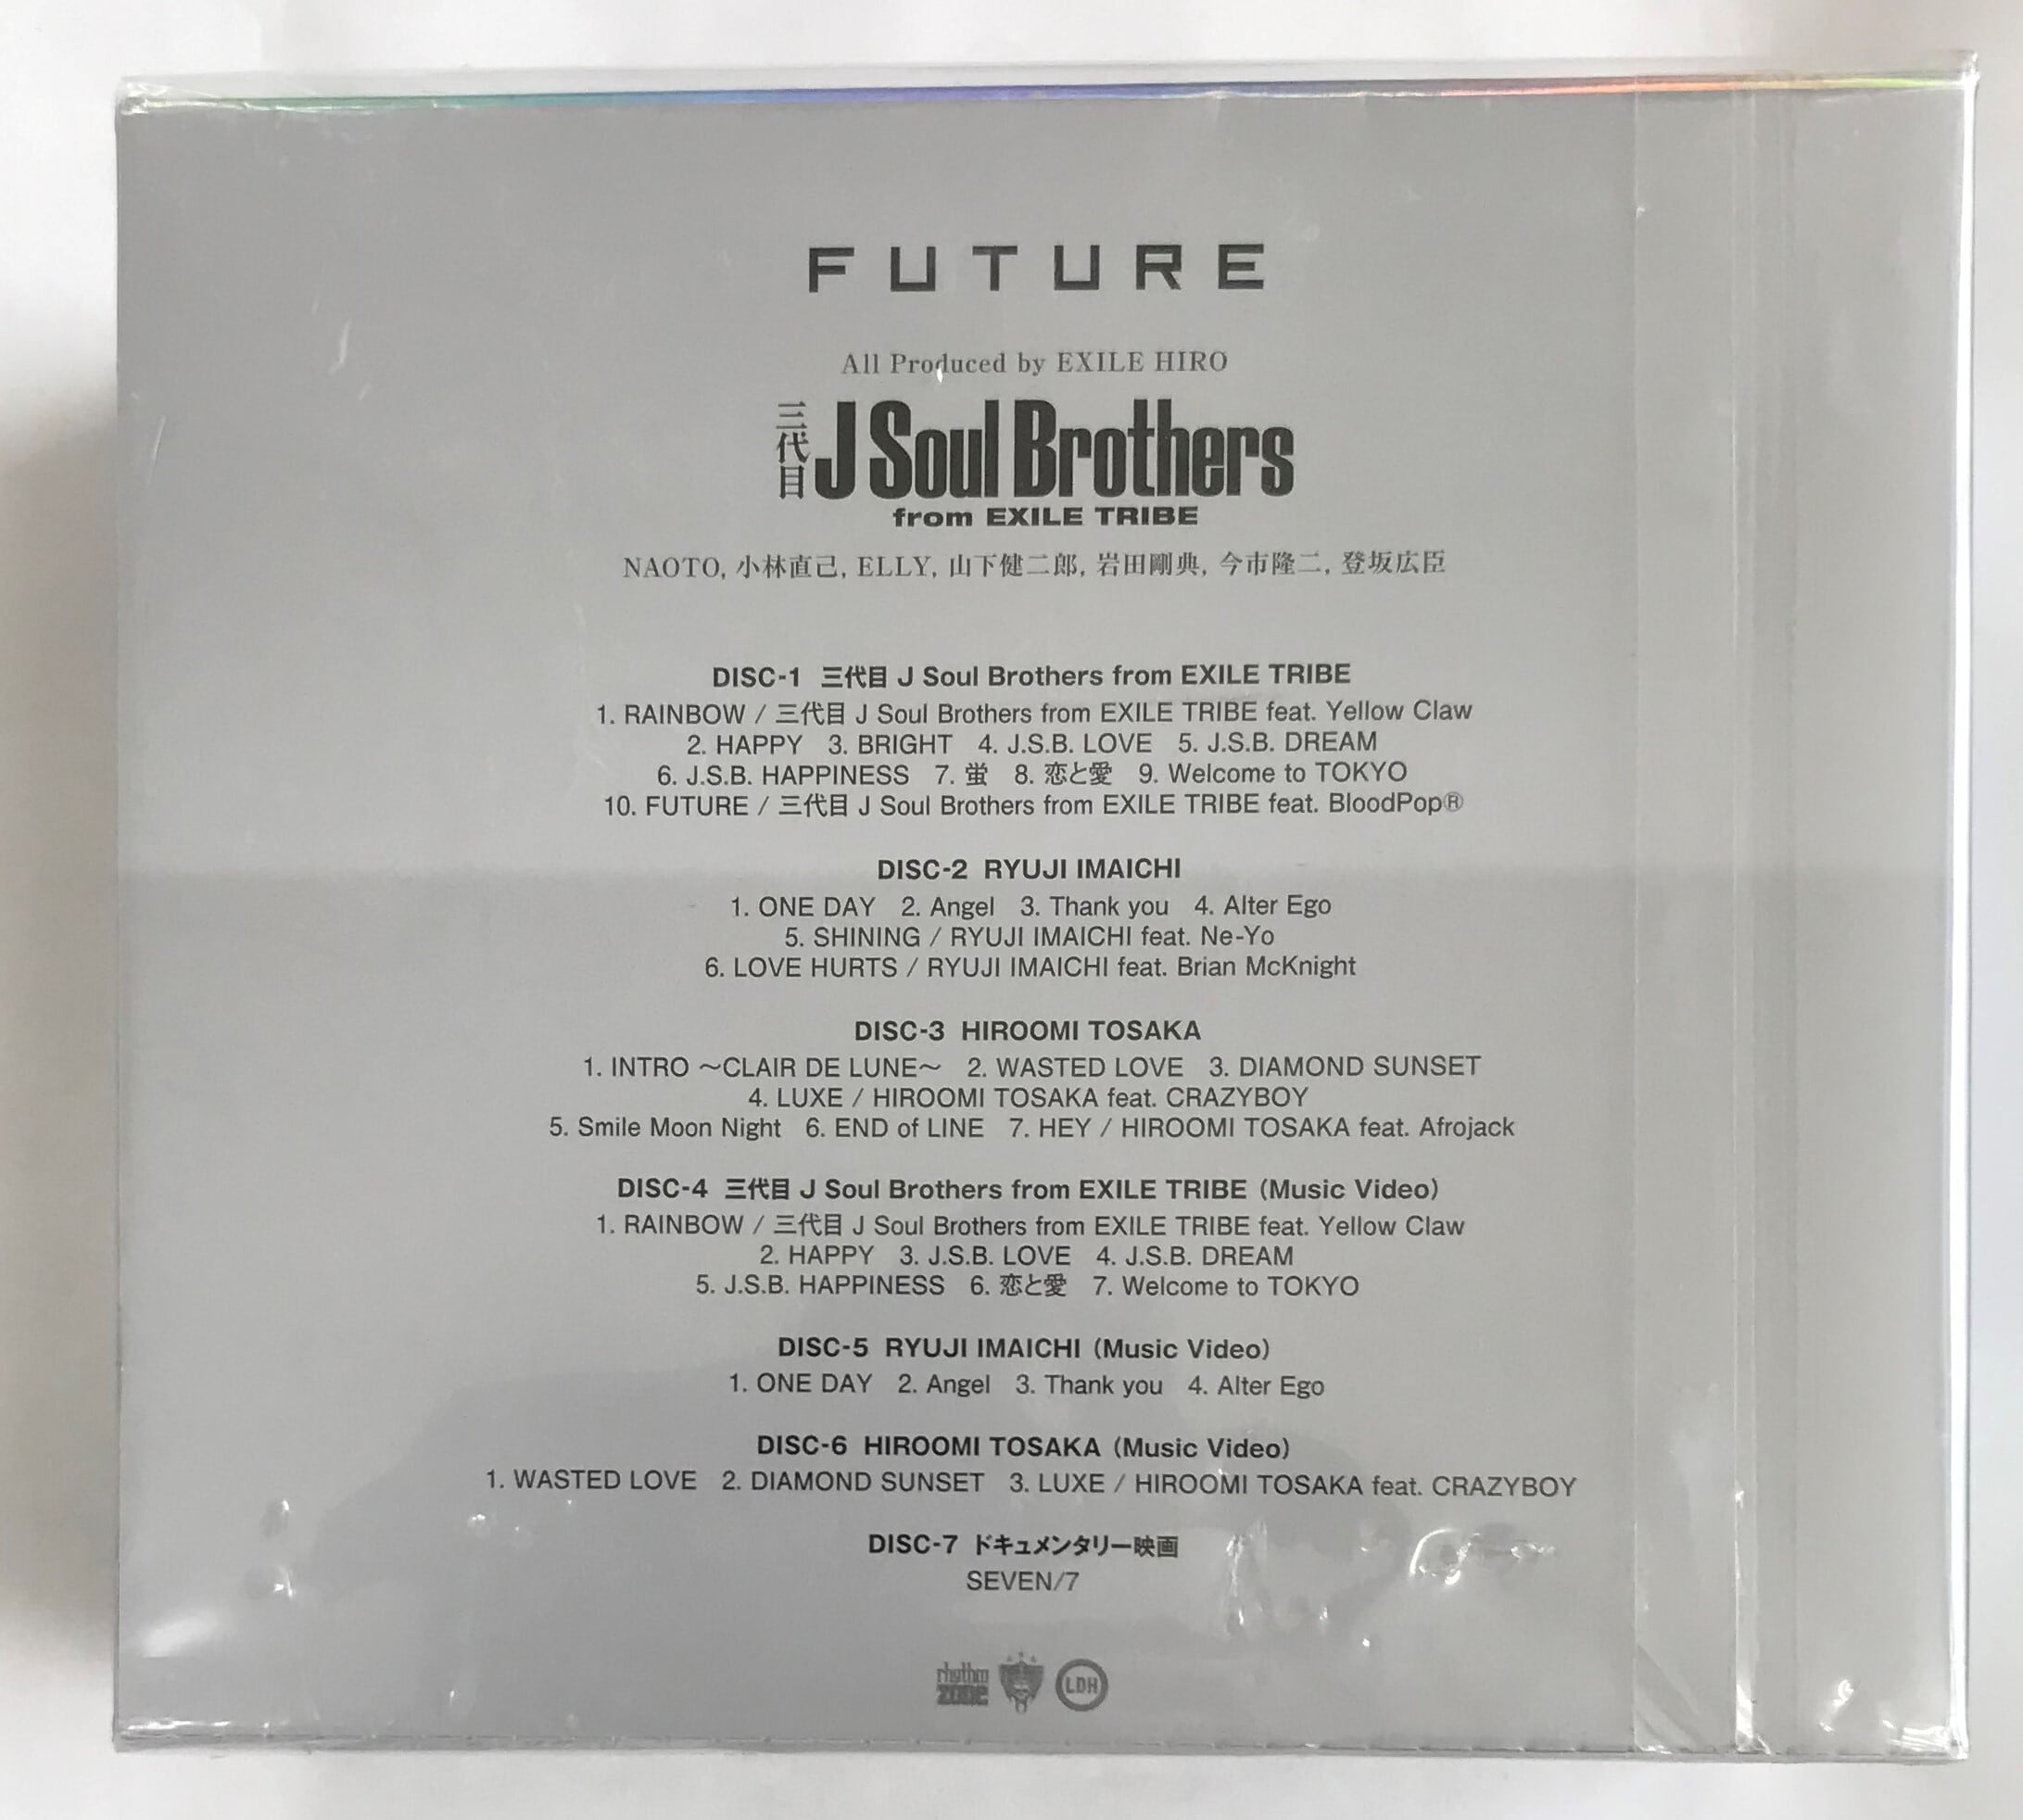 FUTURE
All Produced by EXILE HIRO
三代目 J Soul Brothers
from EXILE TRIBE
NAOTO, 小林直己, ELLY, 山下健二郎, 岩田剛典, 今市隆二, 登坂広臣
DISC-1 三代目 J Soul Brothers from EXILE TRIBE
1. RAINBOW / 三代目 J Soul Brothers from EXILE TRIBE feat. Yellow Claw
2. HAPPY 3. BRIGHT 4. J.S.B. LOVE 5. J.S.B. DREAM
6. J.S.B. HAPPINESS 7. 蛍 8. 恋と愛 9. Welcome to TOKYO
10. FUTURE / 三代目 J Soul Brothers from EXILE TRIBE feat. BloodPop®
DISC-2 RYUJI IMAICHI
1. ONE DAY 2. Angel 3. Thank you 4. Alter Ego
5. SHINING / RYUJI IMAICHI feat. Ne-Yo
6. LOVE HURTS / RYUJI IMAICHI feat. Brian McKnight
DISC-3 HIROOMI TOSAKA
1. INTRO ～CLAIR DE LUNE～ 2. WASTED LOVE 3. DIAMOND SUNSET
4. LUXE / HIROOMI TOSAKA feat. CRAZYBOY
5. Smile Moon Night 6. END of LINE 7. HEY / HIROOMI TOSAKA feat. Afrojack
DISC-4 三代目 J Soul Brothers from EXILE TRIBE (Music Video)
1. RAINBOW / 三代目 J Soul Brothers from EXILE TRIBE feat. Yellow Claw
2. HAPPY 3. J.S.B. LOVE 4. J.S.B. DREAM
5. J.S.B. HAPPINESS 6. 恋と愛 7. Welcome to TOKYO
DISC-5 RYUJI IMAICHI (Music Video)
1. ONE DAY 2. Angel 3. Thank you 4. Alter Ego
DISC-6 HIROOMI TOSAKA (Music Video)
1. WASTED LOVE 2. DIAMOND SUNSET 3. LUXE / HIROOMI TOSAKA feat. CRAZYBOY
DISC-7 ドキュメンタリー映画
SEVEN/7
rhythm
zone
LDH